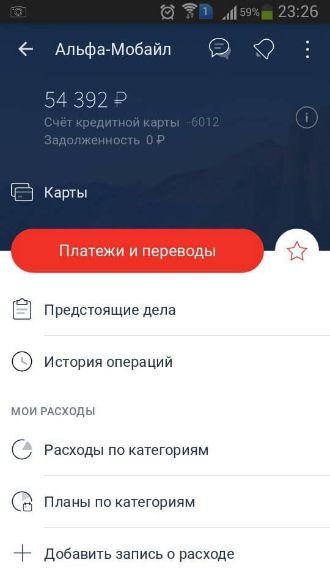 1 59% 23:26
Альфа-Мобайл
54 392 ₽
Счёт кредитной карты ··6012
Задолженность 0 ₽
Карты
Платежи и переводы
Предстоящие дела
История операций
МОИ РАСХОДЫ
Расходы по категориям
Планы по категориям
Добавить запись о расходе